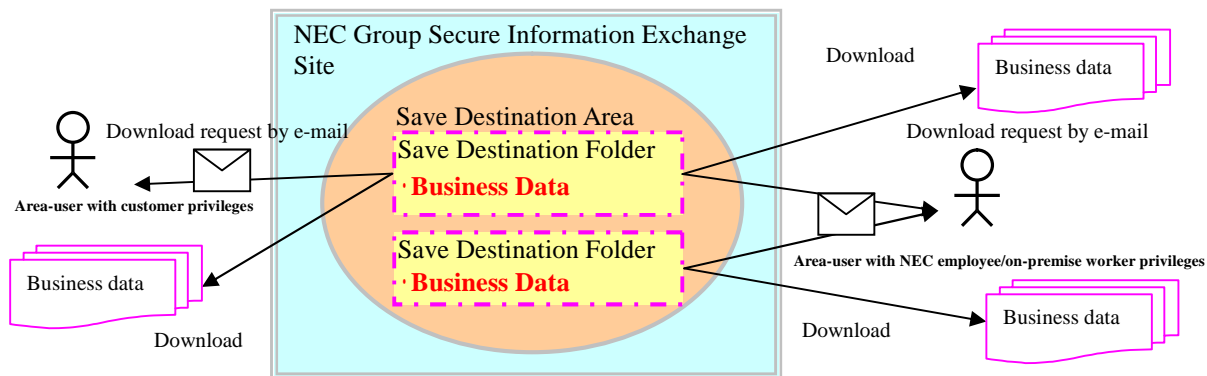 NEC Group Secure Information Exchange
Site
Download
Business data
Save Destination Area
Download request by e-mail
Download request by e-mail
Save Destination Folder
・Business Data
Area-user with customer privileges
Save Destination Folder
・Business Data
Area-user with NEC employee/on-premise worker privileges
Business data
Download
Download
Business data